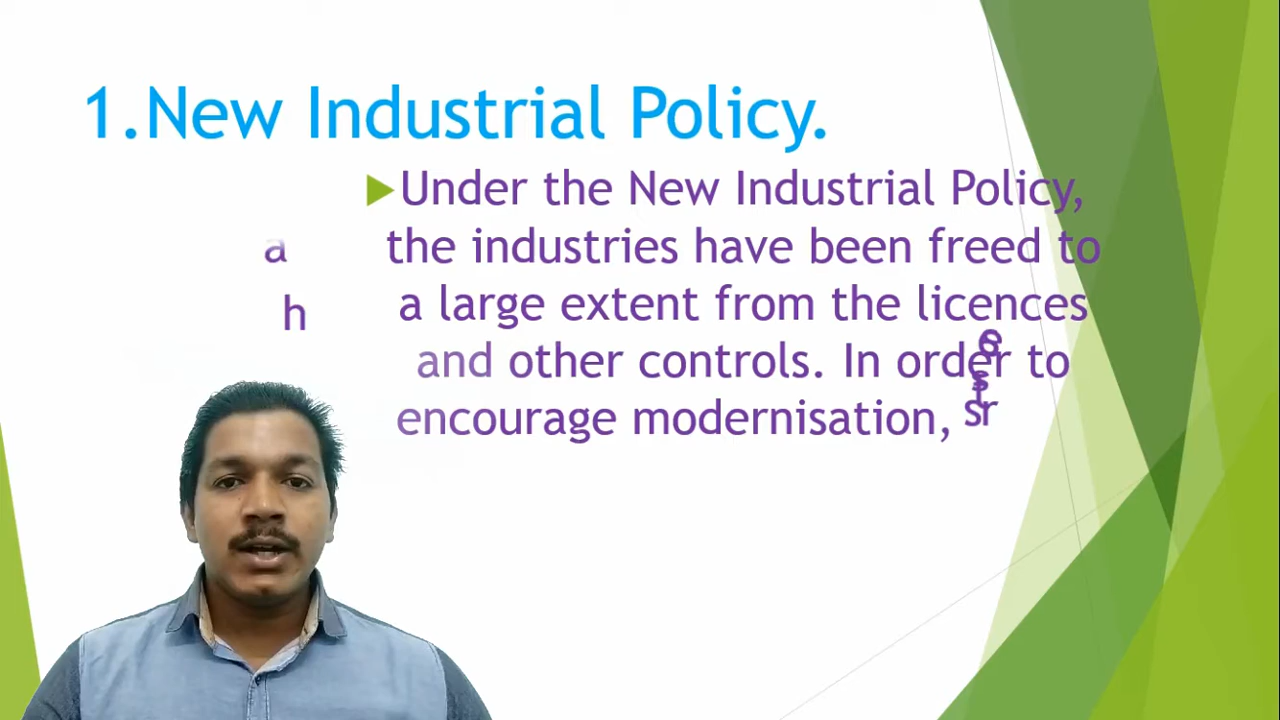 1.New Industrial Policy.
Under the New Industrial Policy,
the industries have been freed to
a large extent from the licences
and other controls. In order to
encourage modernisation,